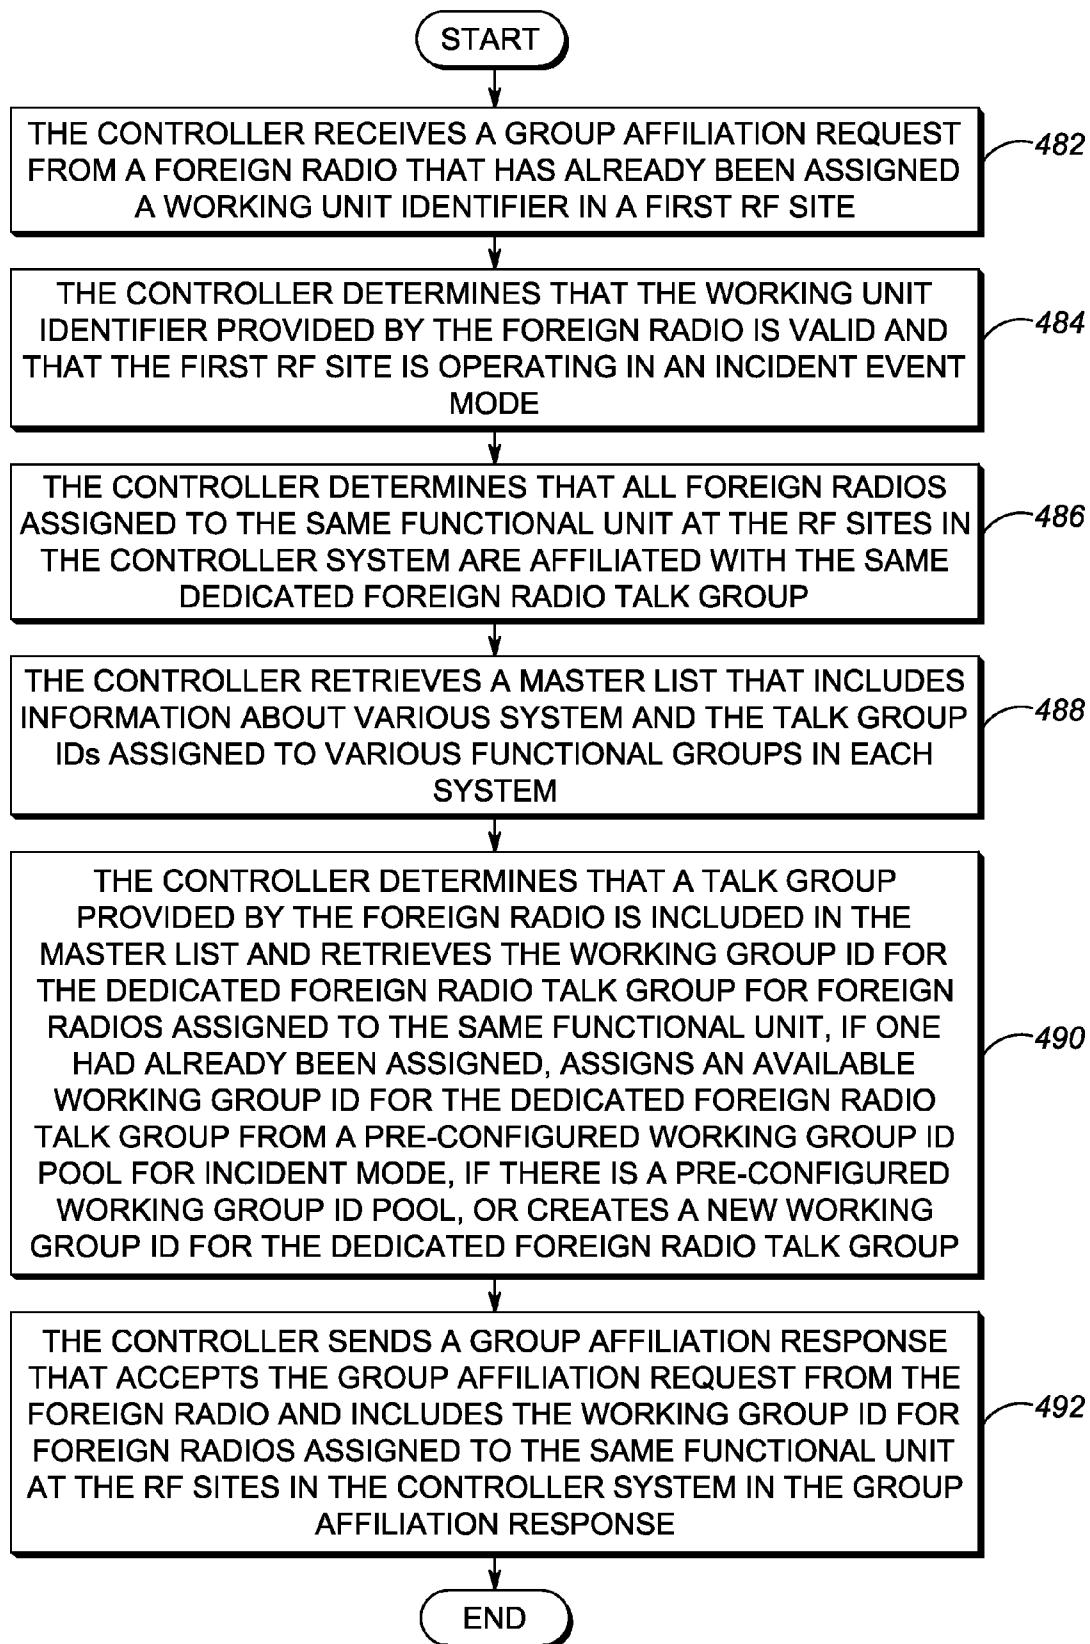 START
THE CONTROLLER RECEIVES A GROUP AFFILIATION REQUEST
FROM A FOREIGN RADIO THAT HAS ALREADY BEEN ASSIGNED
A WORKING UNIT IDENTIFIER IN A FIRST RF SITE
482
THE CONTROLLER DETERMINES THAT THE WORKING UNIT
IDENTIFIER PROVIDED BY THE FOREIGN RADIO IS VALID AND
THAT THE FIRST RF SITE IS OPERATING IN AN INCIDENT EVENT
MODE
484
THE CONTROLLER DETERMINES THAT ALL FOREIGN RADIOS
ASSIGNED TO THE SAME FUNCTIONAL UNIT AT THE RF SITES IN
THE CONTROLLER SYSTEM ARE AFFILIATED WITH THE SAME
DEDICATED FOREIGN RADIO TALK GROUP
486
THE CONTROLLER RETRIEVES A MASTER LIST THAT INCLUDES
INFORMATION ABOUT VARIOUS SYSTEM AND THE TALK GROUP
IDs ASSIGNED TO VARIOUS FUNCTIONAL GROUPS IN EACH
SYSTEM
488
THE CONTROLLER DETERMINES THAT A TALK GROUP
PROVIDED BY THE FOREIGN RADIO IS INCLUDED IN THE
MASTER LIST AND RETRIEVES THE WORKING GROUP ID FOR
THE DEDICATED FOREIGN RADIO TALK GROUP FOR FOREIGN
RADIOS ASSIGNED TO THE SAME FUNCTIONAL UNIT, IF ONE
HAD ALREADY BEEN ASSIGNED, ASSIGNS AN AVAILABLE
WORKING GROUP ID FOR THE DEDICATED FOREIGN RADIO
TALK GROUP FROM A PRE-CONFIGURED WORKING GROUP ID
POOL FOR INCIDENT MODE, IF THERE IS A PRE-CONFIGURED
WORKING GROUP ID POOL, OR CREATES A NEW WORKING
GROUP ID FOR THE DEDICATED FOREIGN RADIO TALK GROUP
490
THE CONTROLLER SENDS A GROUP AFFILIATION RESPONSE
THAT ACCEPTS THE GROUP AFFILIATION REQUEST FROM THE
FOREIGN RADIO AND INCLUDES THE WORKING GROUP ID FOR
FOREIGN RADIOS ASSIGNED TO THE SAME FUNCTIONAL UNIT
AT THE RF SITES IN THE CONTROLLER SYSTEM IN THE GROUP
AFFILIATION RESPONSE
492
END